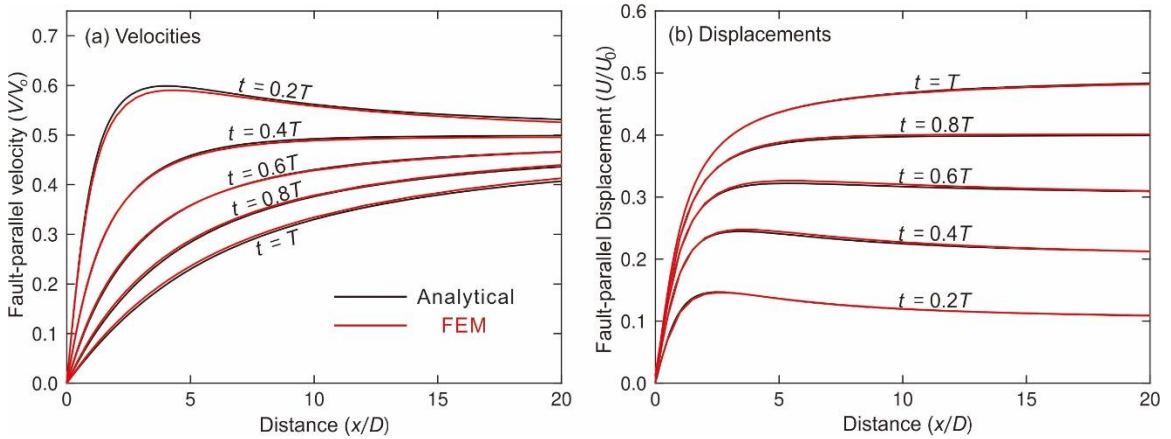 (a) Velocities
Fault-parallel velocity (V/V₀)
0.7
0.6
0.5
0.4
0.3
0.2
0.1
0.0
t = 0.2T
t = 0.4T
t = 0.6T
t = 0.8T
t = T
Analytical
FEM
0 5 10 15 20
Distance (x/D)
(b) Displacements
Fault-parallel Displacement (U/U₀)
0.6
0.5
0.4
0.3
0.2
0.1
0.0
t = T
t = 0.8T
t = 0.6T
t = 0.4T
t = 0.2T
0 5 10 15 20
Distance (x/D)